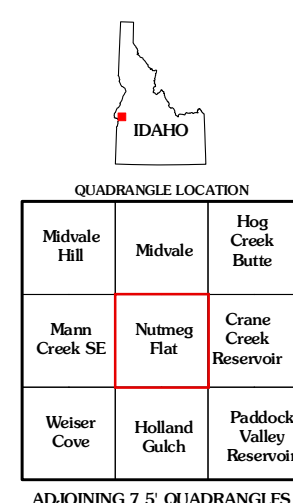 IDAHO
QUADRANGLE LOCATION
Midvale
Hill
Midvale
Hog
Creek
Butte
Mann
Creek SE
Nutmeg
Flat
Crane
Creek
Reservoir
Weiser
Cove
Holland
Gulch
Paddock
Valley
Reservoir
ADJOINING 7.5' QUADRANGLES